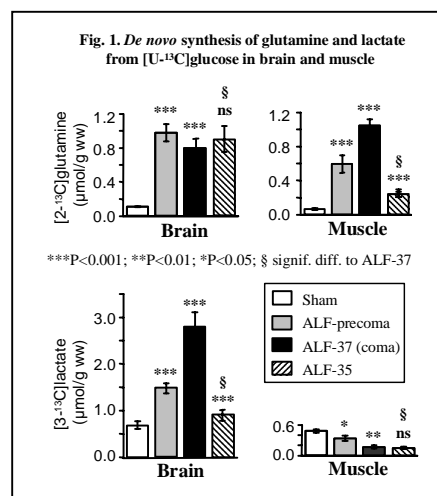 Fig. 1. De novo synthesis of glutamine and lactate
from [U-¹³C]glucose in brain and muscle
[2-¹³C]glutamine
(µmol/g ww)
1.2
0.8
0.4
0.0
***
***
§
ns
Brain
1.2
0.8
0.4
0
***
***
§
***
Muscle
***P<0.001; **P<0.01; *P<0.05; § signif. diff. to ALF-37
[3-¹³C]lactate
(µmol/g ww)
3.0
2.0
1.0
0.0
***
***
§
***
Brain
Sham
ALF-precoma
ALF-37 (coma)
ALF-35
0.6
0.0
*
**
§
ns
Muscle